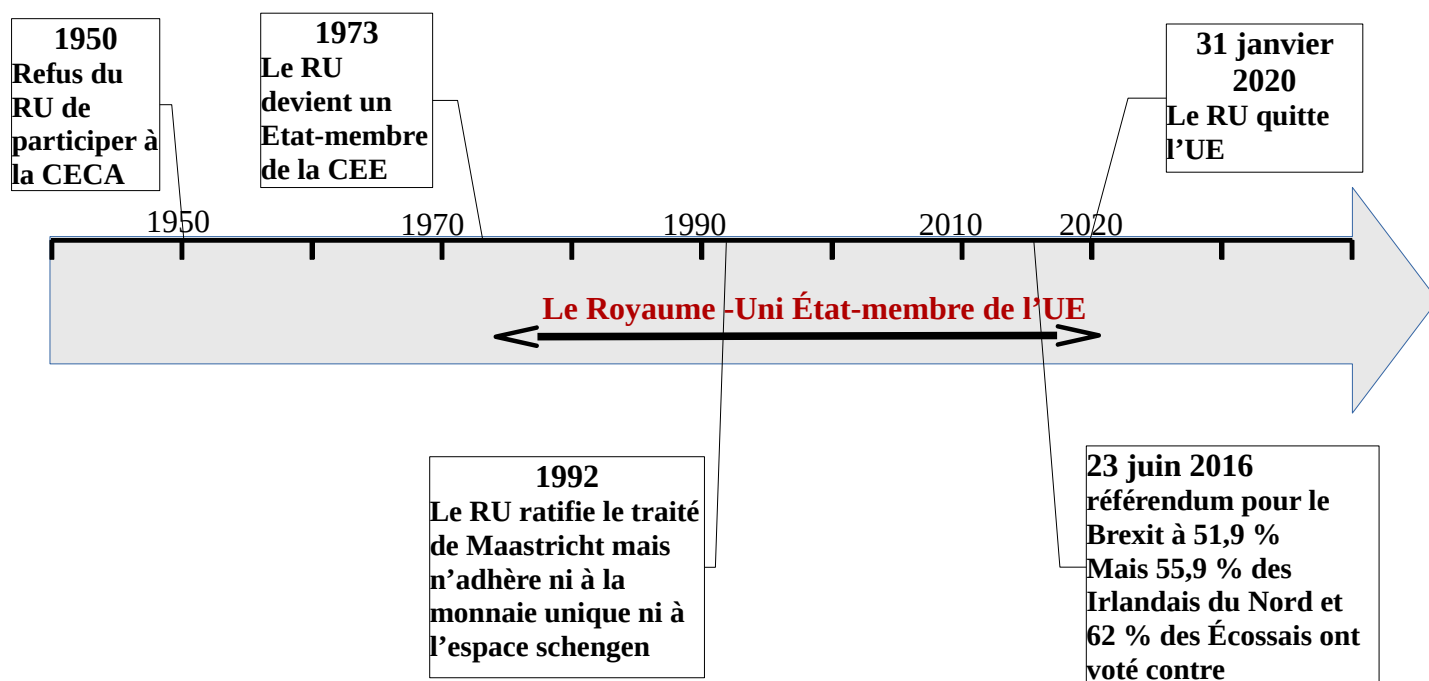 1950
Refus du
RU de
participer à
la CECA
1973
Le RU
devient un
Etat-membre
de la CEE
31 janvier
2020
Le RU quitte
l’UE
1950
1970
1990
2010
2020
Le Royaume -Uni État-membre de l’UE
1992
Le RU ratifie le traité
de Maastricht mais
n’adhère ni à la
monnaie unique ni à
l’espace schengen
23 juin 2016
référendum pour le
Brexit à 51,9 %
Mais 55,9 % des
Irlandais du Nord et
62 % des Écossais ont
voté contre